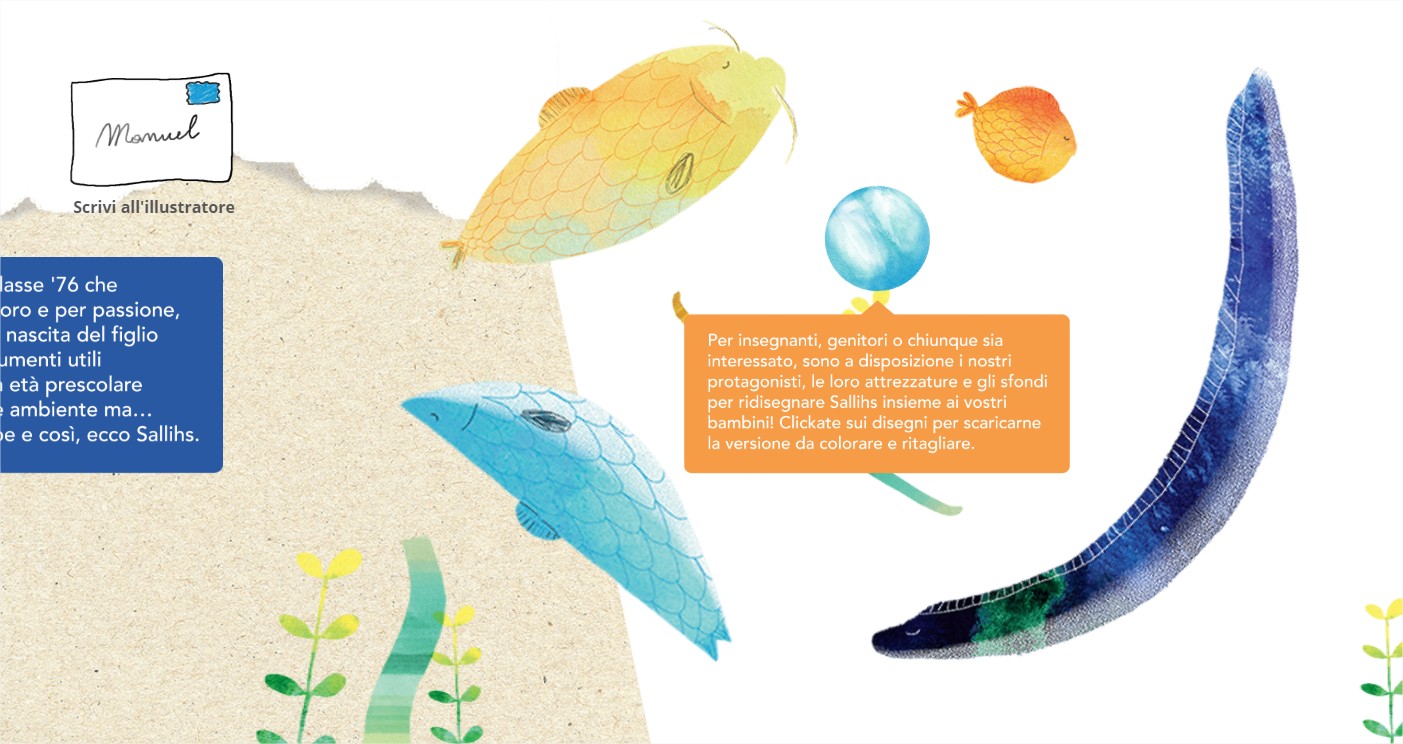 Manuel
Scrivi all'illustratore
lasse '76 che
oro e per passione,
nascita del figlio
umenti utili
età prescolare
ambiente ma...
e e così, ecco Sallihs.
Per insegnanti, genitori o chiunque sia
interessato, sono a disposizione i nostri
protagonisti, le loro attrezzature e gli sfondi
per ridisegnare Sallihs insieme ai vostri
bambini! Clickate sui disegni per scaricarne
la versione da colorare e ritagliare.